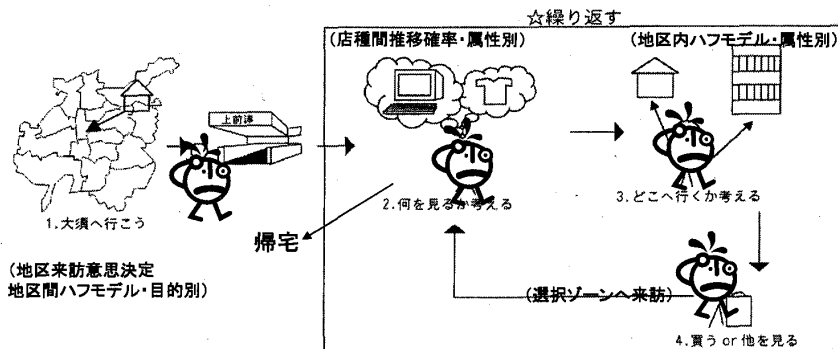 ☆繰り返す
(店種間推移確率・属性別)
(地区内ハフモデル・属性別)
上前津
1.大須へ行こう
2.何を見るか考える
3.どこへ行くか考える
帰宅
(地区来訪意思決定
地区間ハフモデル・目的別)
(選択ゾーンへ来訪)
4.買う or 他を見る